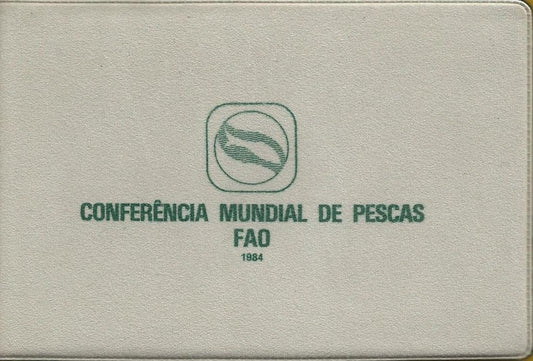 CONFERÊNCIA MUNDIAL DE PESCAS
FAO
1984